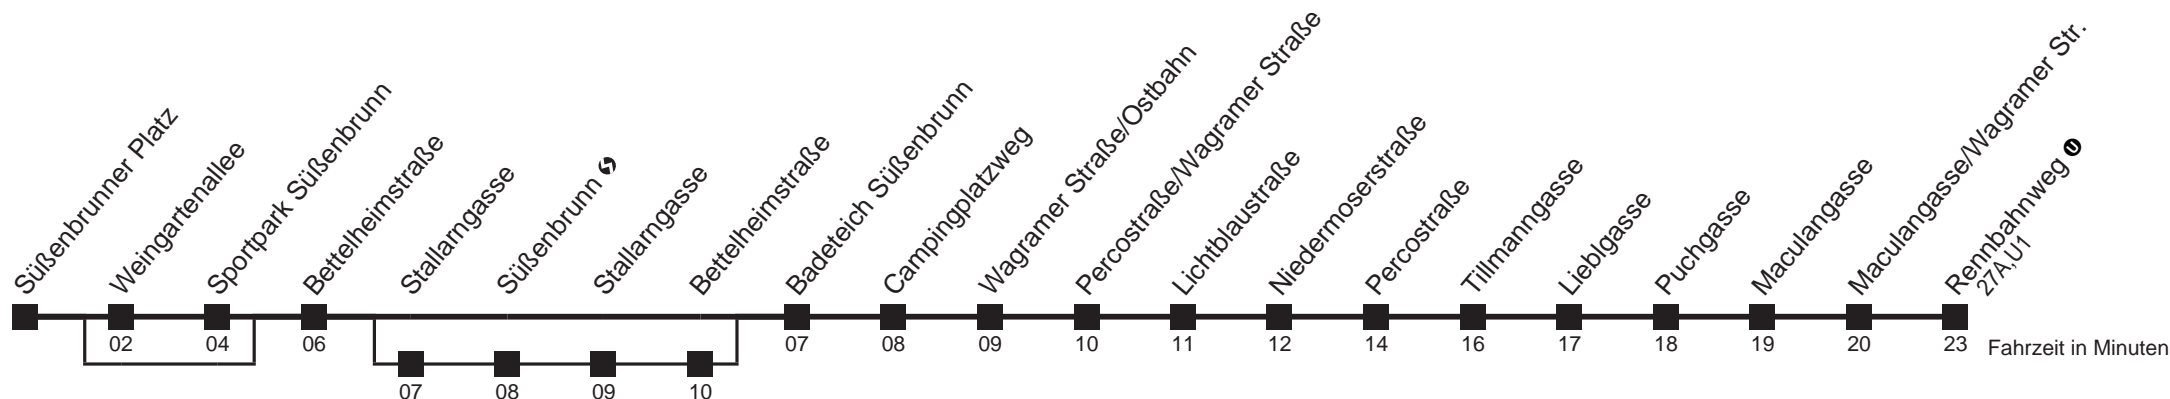 Süßenbrunner Platz
Weingartenallee
Sportpark Süßenbrunn
Bettelheimstraße
Stallarngasse
Süßenbrunn
Stallarngasse
Bettelheimstraße
Badeteich Süßenbrunn
Campingplatzweg
Wagramer Straße/Ostbahn
Percostraße/Wagramer Straße
Lichtblaustraße
Niedermoserstraße
Percostraße
Tillmanngasse
Lieblgasse
Puchgasse
Maculangasse
Maculangasse/Wagramer Str.
Rennbahnweg U
27A,U1
02 04 06 07 08 09 10 11 12 14 16 17 18 19 20 23 Fahrzeit in Minuten
07 08 09 10